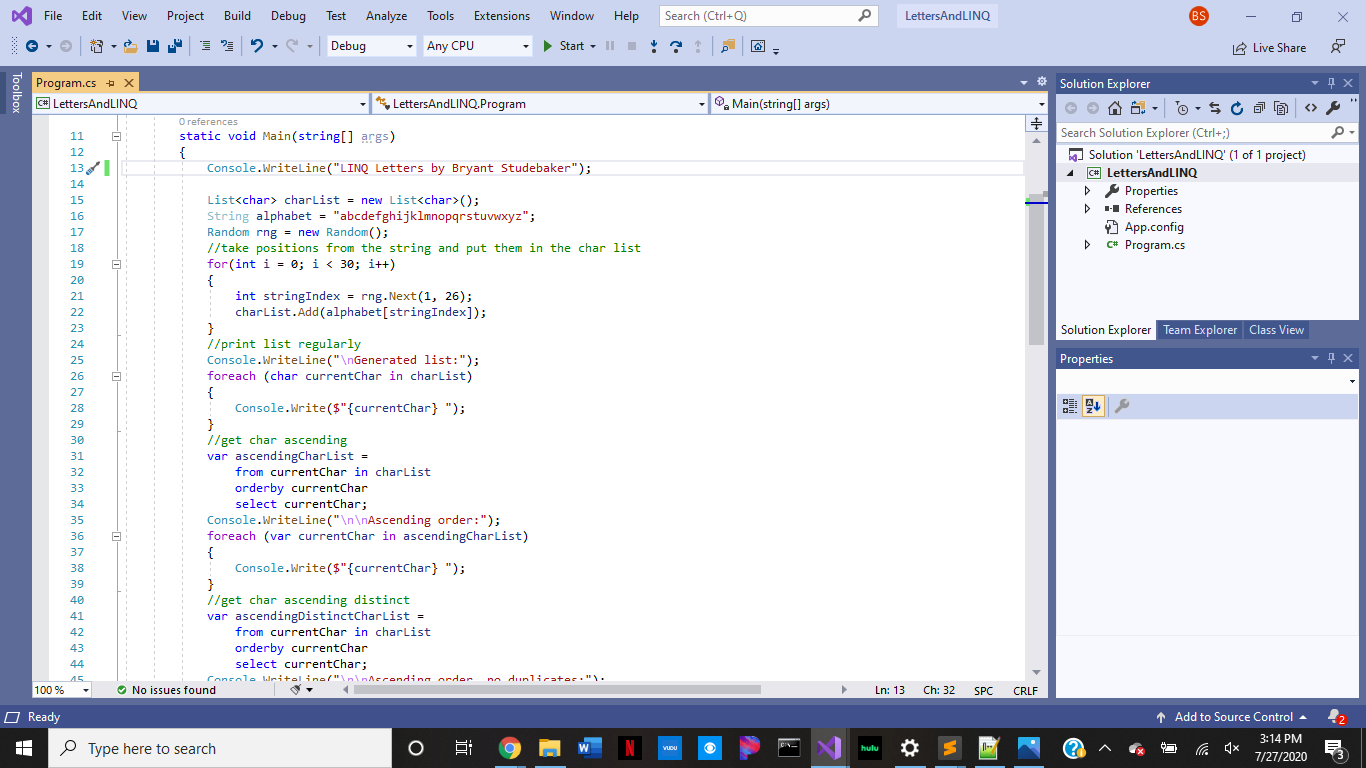 File Edit View Project Build Debug Test Analyze Tools Extensions Window Help Search (Ctrl+Q) LettersAndLINQ BS
Debug Any CPU Start Live Share
Toolbox
Program.cs
LettersAndLINQ LettersAndLINQ.Program Main(string[] args)
0 references
11 static void Main(string[] args)
12 {
13 Console.WriteLine("LINQ Letters by Bryant Studebaker");
14
15 List<char> charList = new List<char>();
16 String alphabet = "abcdefghijklmnopqrstuvwxyz";
17 Random rng = new Random();
18 //take positions from the string and put them in the char list
19 for(int i = 0; i < 30; i++)
20 {
21 int stringIndex = rng.Next(1, 26);
22 charList.Add(alphabet[stringIndex]);
23 }
24 //print list regularly
25 Console.WriteLine("\nGenerated list:");
26 foreach (char currentChar in charList)
27 {
28 Console.Write($"{currentChar} ");
29 }
30 //get char ascending
31 var ascendingCharList =
32 from currentChar in charList
33 orderby currentChar
34 select currentChar;
35 Console.WriteLine("\n\nAscending order:");
36 foreach (var currentChar in ascendingCharList)
37 {
38 Console.Write($"{currentChar} ");
39 }
40 //get char ascending distinct
41 var ascendingDistinctCharList =
42 from currentChar in charList
43 orderby currentChar
44 select currentChar;
45 Console.WriteLine("\n\nAscending order, no duplicates:");
100 % No issues found Ln: 13 Ch: 32 SPC CRLF
Solution Explorer
Search Solution Explorer (Ctrl+;)
Solution 'LettersAndLINQ' (1 of 1 project)
C# LettersAndLINQ
Properties
References
App.config
C# Program.cs
Solution Explorer Team Explorer Class View
Properties
Ready Add to Source Control 2
Type here to search W N VUDU hulu 3:14 PM
7/27/2020 3